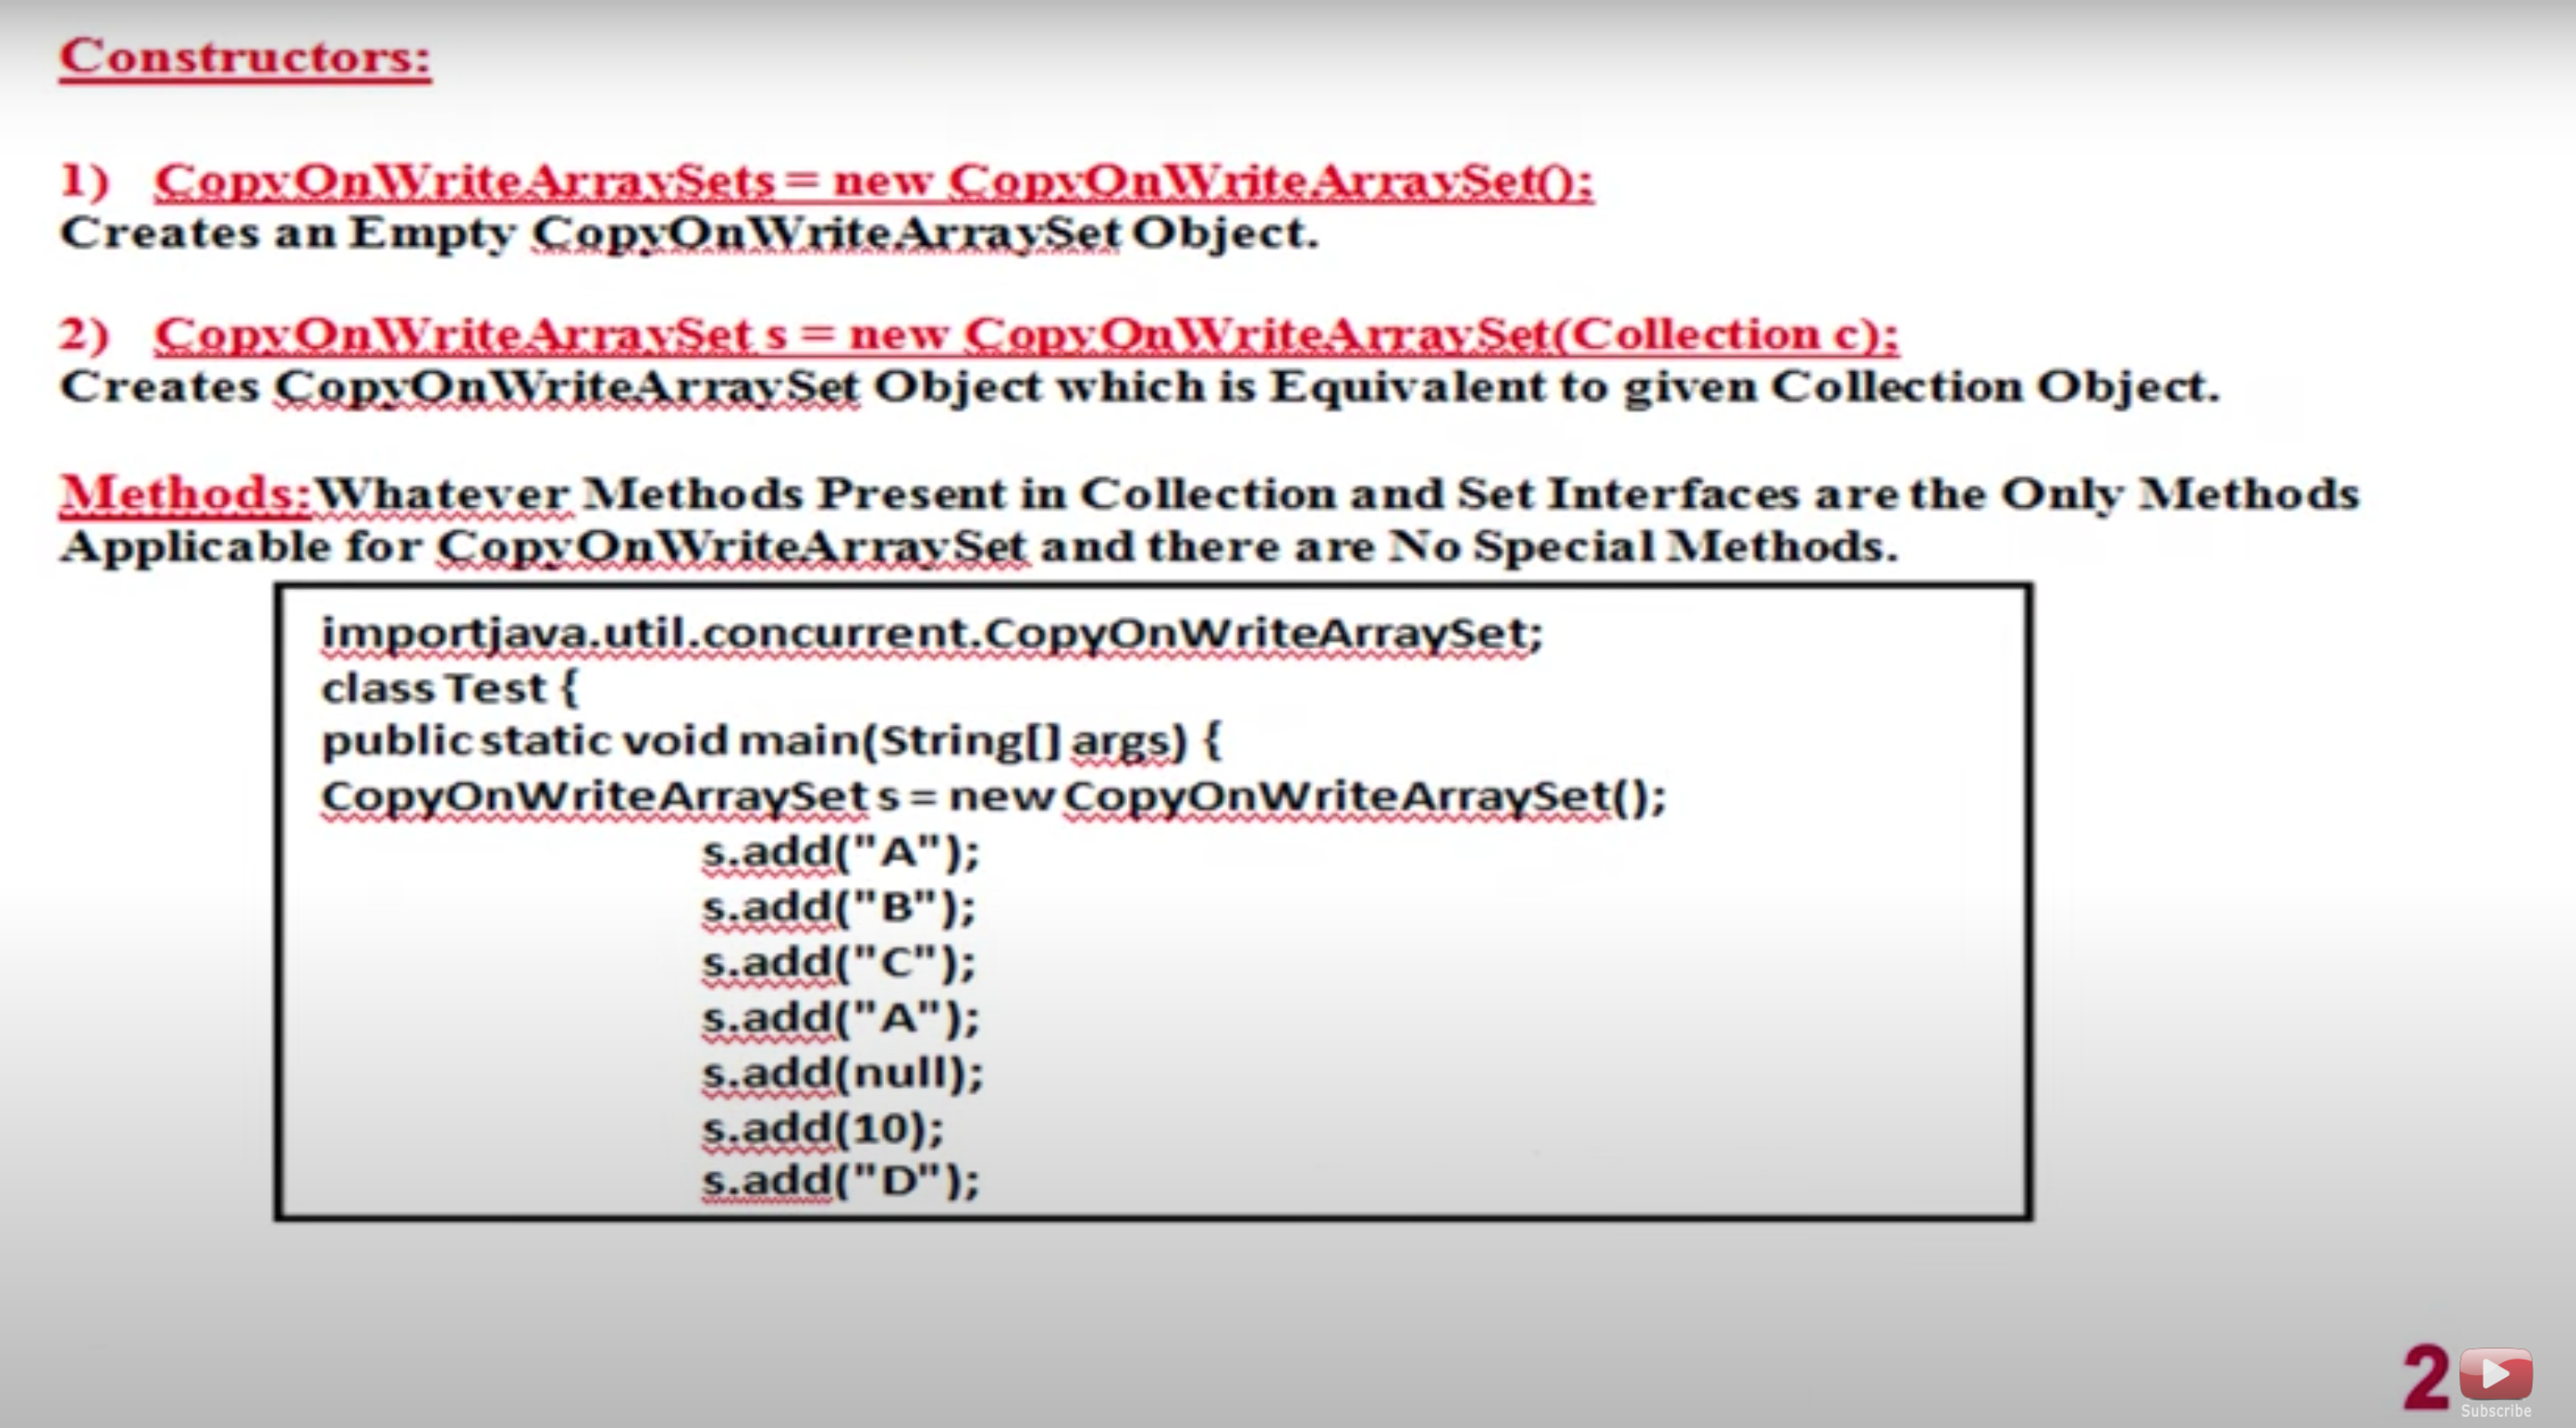 Constructors:
1) CopyOnWriteArraySets = new CopyOnWriteArraySet();
Creates an Empty CopyOnWriteArraySet Object.
2) CopyOnWriteArraySet s = new CopyOnWriteArraySet(Collection c);
Creates CopyOnWriteArraySet Object which is Equivalent to given Collection Object.
Methods:Whatever Methods Present in Collection and Set Interfaces are the Only Methods
Applicable for CopyOnWriteArraySet and there are No Special Methods.
importjava.util.concurrent.CopyOnWriteArraySet;
class Test {
public static void main(String[] args) {
CopyOnWriteArraySet s = new CopyOnWriteArraySet();
s.add("A");
s.add("B");
s.add("C");
s.add("A");
s.add(null);
s.add(10);
s.add("D");
2
Subscribe